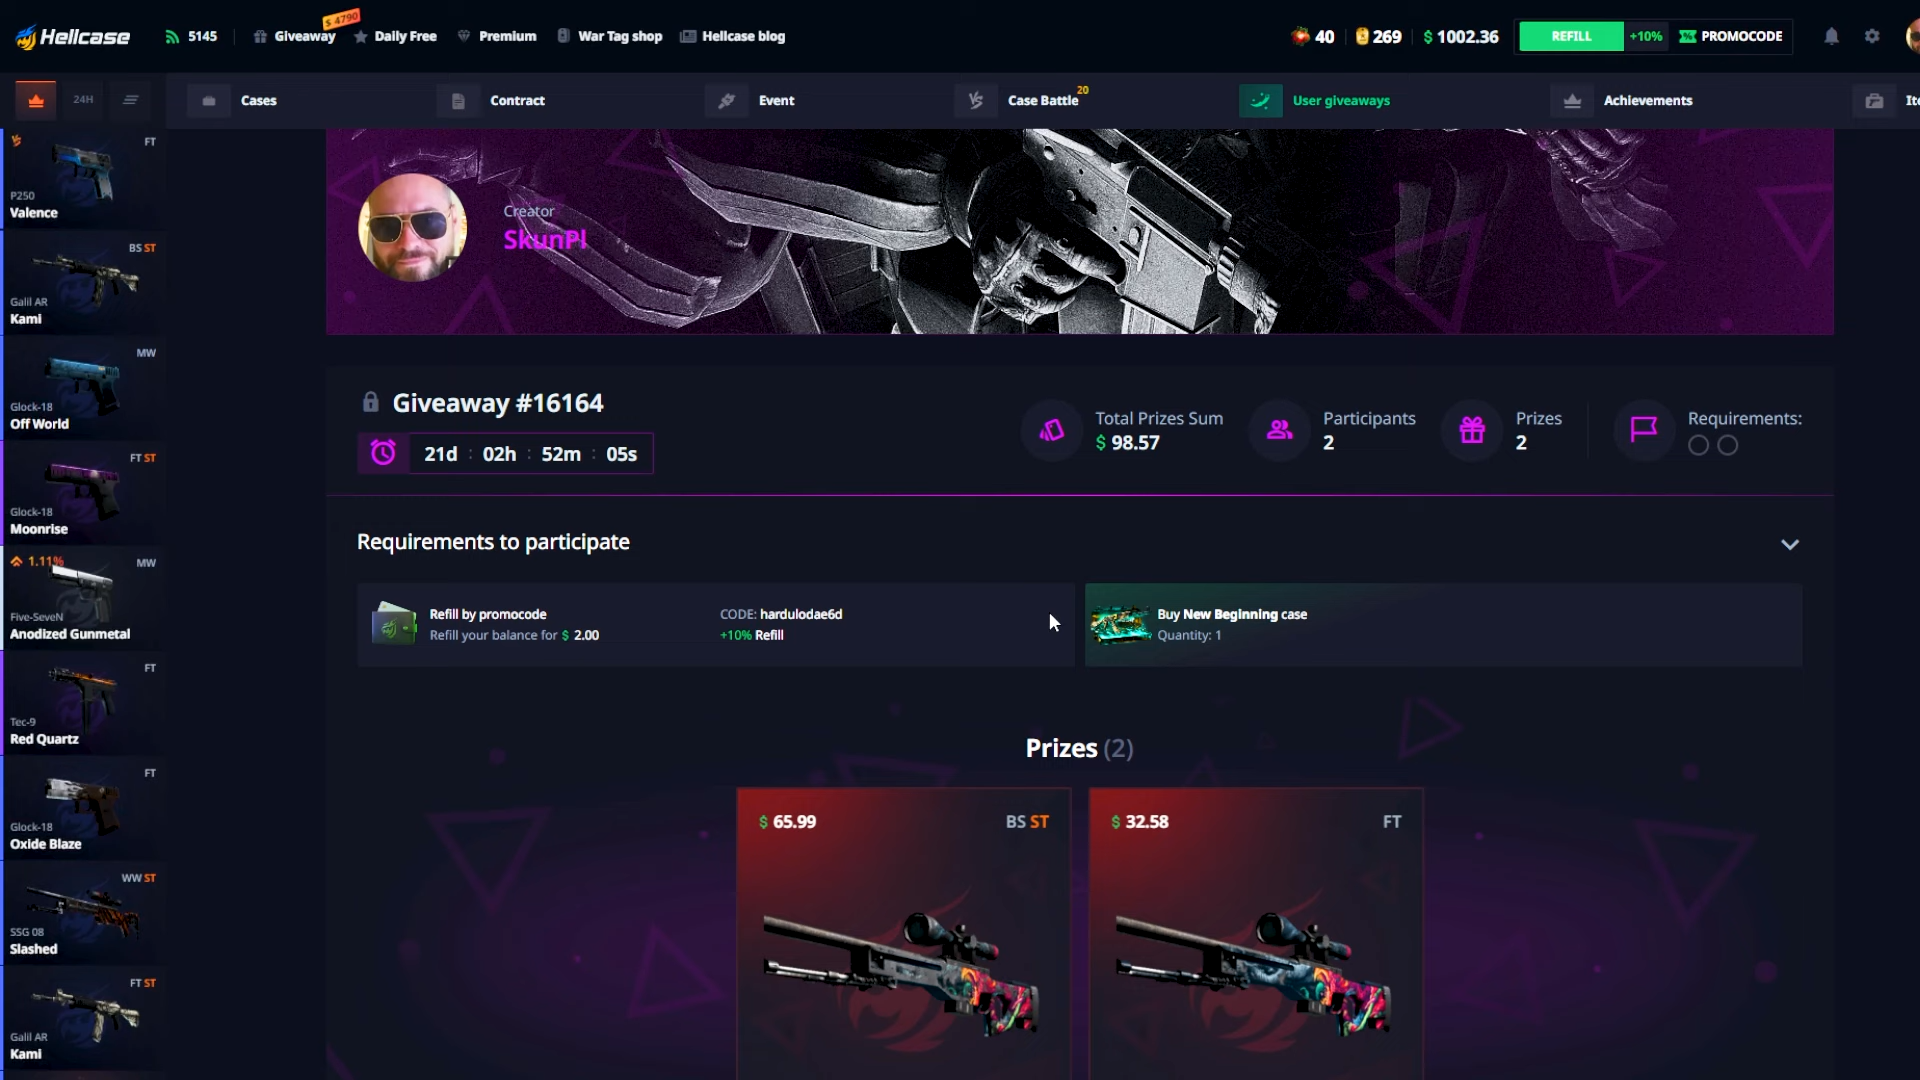 Hellcase
5145
Giveaway
$ 4790
Daily Free
Premium
War Tag shop
Hellcase blog
40
269
$ 1002.36
REFILL
+10%
PROMOCODE
24H
Cases
Contract
Event
Case Battle 20
User giveaways
Achievements
Ite
FT
P250
Valence
BS ST
Galil AR
Kami
MW
Glock-18
Off World
FT ST
Glock-18
Moonrise
1.11%
MW
Five-SeveN
Anodized Gunmetal
FT
Tec-9
Red Quartz
FT
Glock-18
Oxide Blaze
WW ST
SSG 08
Slashed
FT ST
Galil AR
Kami
Creator
SkunPl
Giveaway #16164
21d : 02h : 52m : 05s
Total Prizes Sum
$ 98.57
Participants
2
Prizes
2
Requirements:
Requirements to participate
Refill by promocode
Refill your balance for $ 2.00
CODE: hardulodae6d
+10% Refill
Buy New Beginning case
Quantity: 1
Prizes (2)
$ 65.99
BS ST
$ 32.58
FT